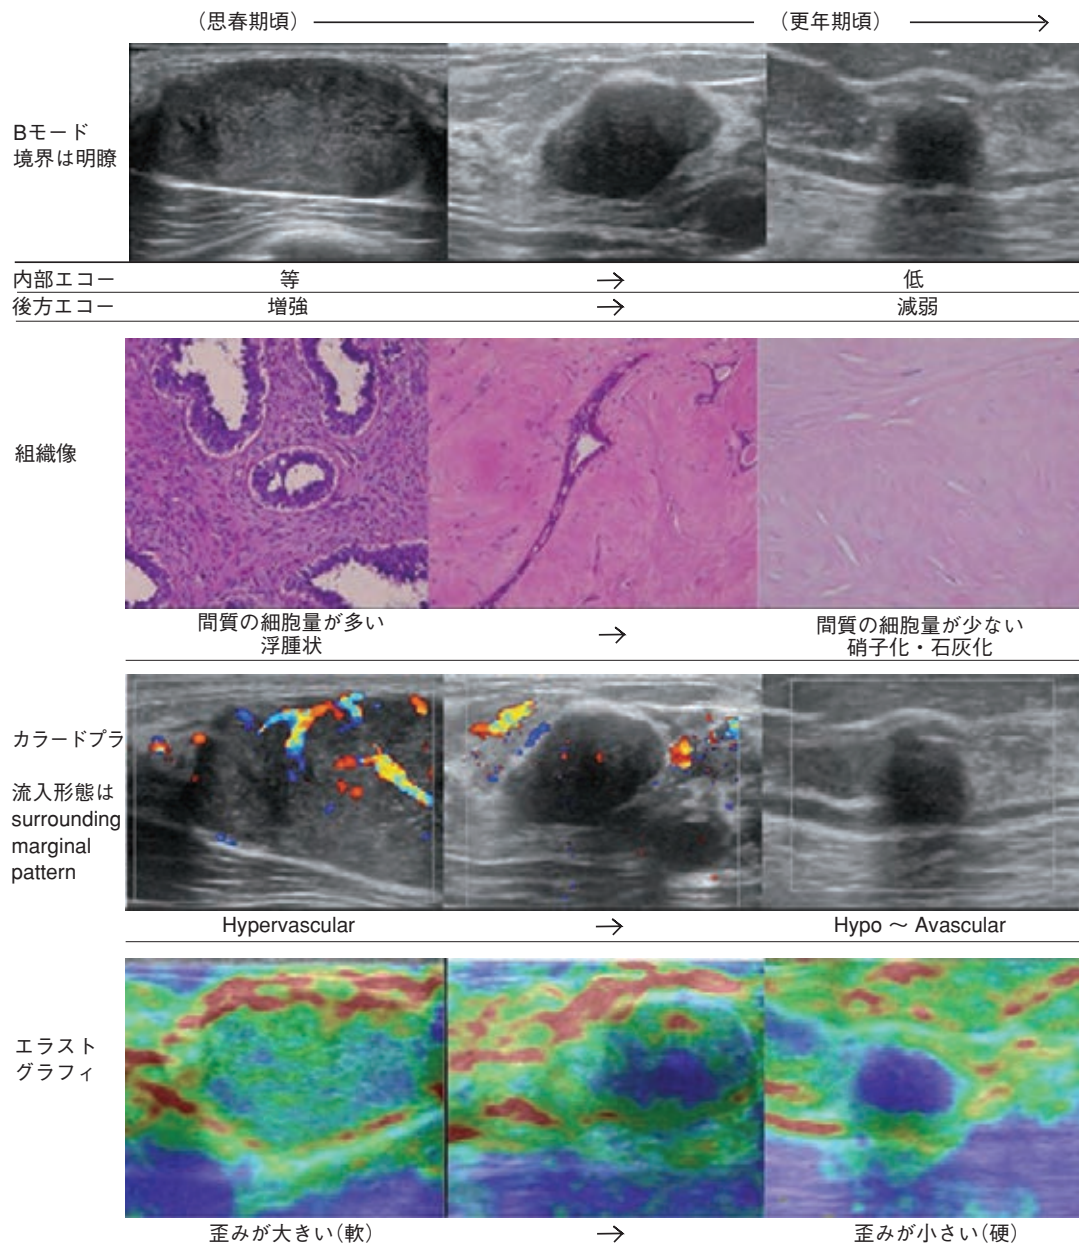 （思春期頃）
（更年期頃）
Bモード
境界は明瞭
内部エコー 等 → 低
後方エコー 増強 → 減弱
組織像
間質の細胞量が多い
浮腫状
→
間質の細胞量が少ない
硝子化・石灰化
カラードプラ
流入形態は
surrounding
marginal
pattern
Hypervascular → Hypo ～ Avascular
エラスト
グラフィ
歪みが大きい（軟） → 歪みが小さい（硬）